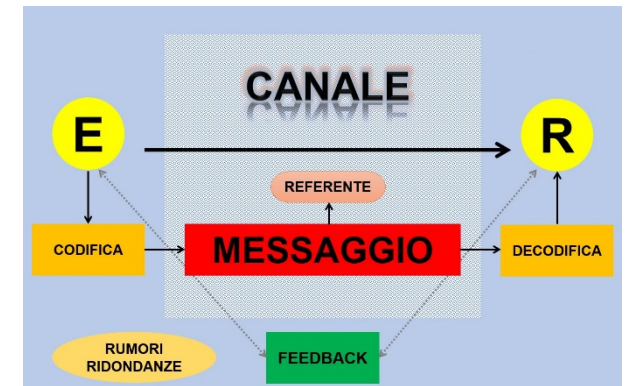 CANALE
E
R
REFERENTE
CODIFICA
MESSAGGIO
DECODIFICA
RUMORI
RIDONDANZE
FEEDBACK